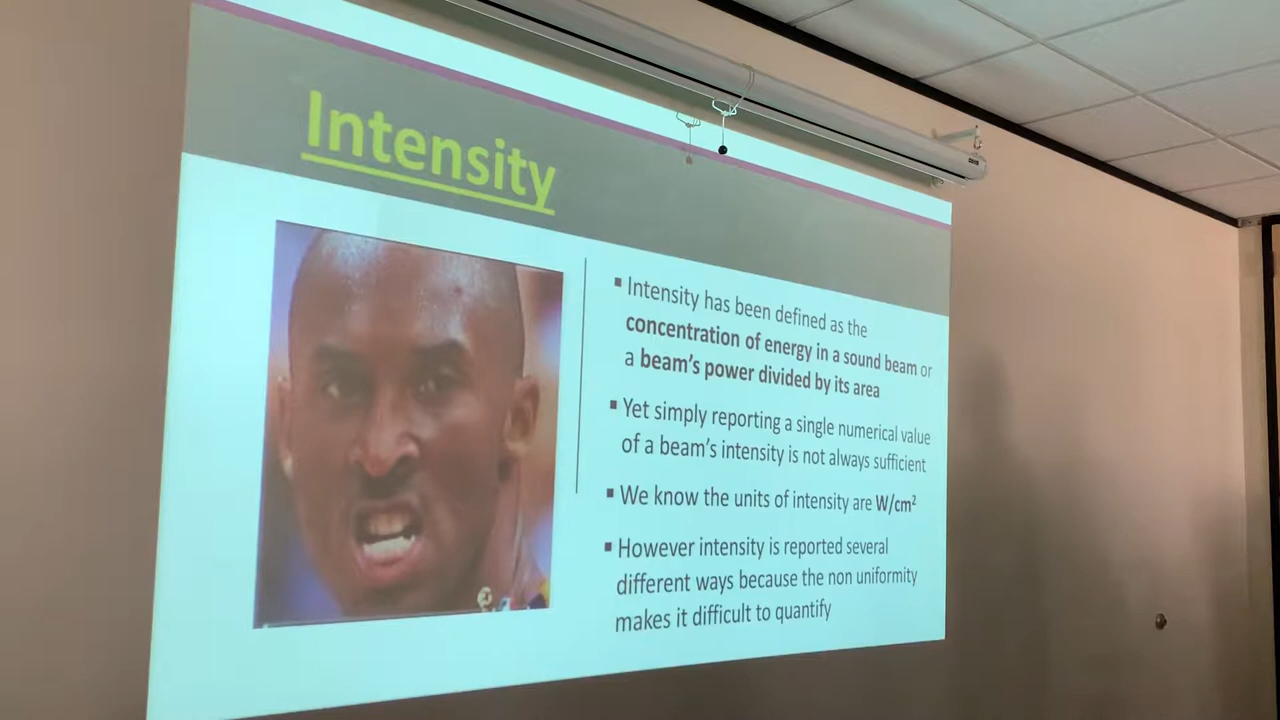 Intensity
▪ Intensity has been defined as the
concentration of energy in a sound beam or
a beam's power divided by its area
▪ Yet simply reporting a single numerical value
of a beam's intensity is not always sufficient
▪ We know the units of intensity are W/cm²
▪ However intensity is reported several
different ways because the non uniformity
makes it difficult to quantify